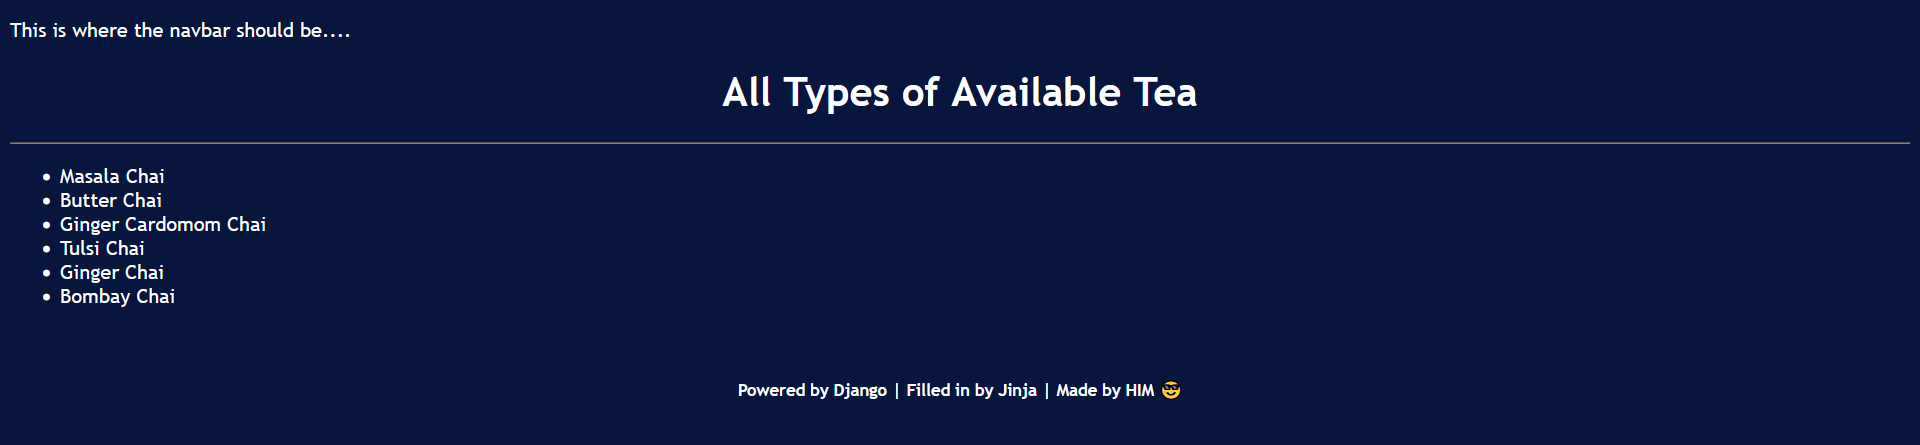 This is where the navbar should be....
All Types of Available Tea
Masala Chai
Butter Chai
Ginger Cardomom Chai
Tulsi Chai
Ginger Chai
Bombay Chai
Powered by Django | Filled in by Jinja | Made by HIM 🤓